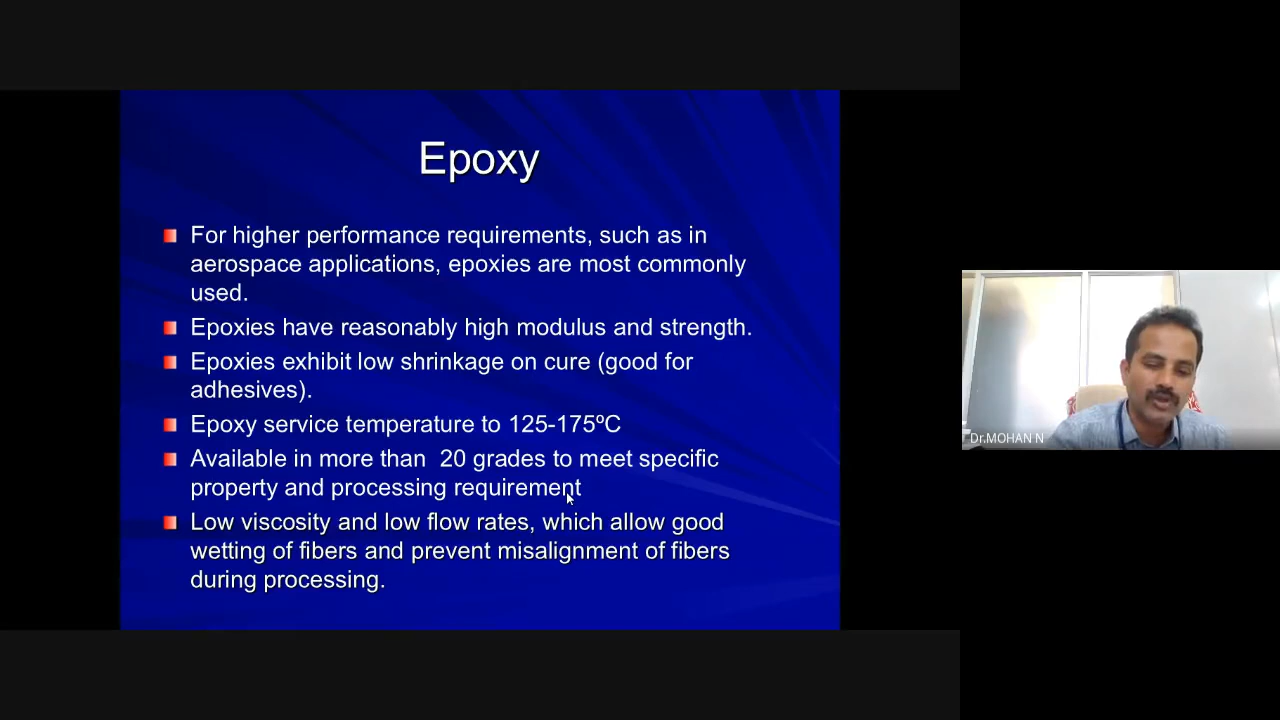 Epoxy
For higher performance requirements, such as in
aerospace applications, epoxies are most commonly
used.
Epoxies have reasonably high modulus and strength.
Epoxies exhibit low shrinkage on cure (good for
adhesives).
Epoxy service temperature to 125-175ºC
Available in more than  20 grades to meet specific
property and processing requirement
Low viscosity and low flow rates, which allow good
wetting of fibers and prevent misalignment of fibers
during processing.
Dr.MOHAN N